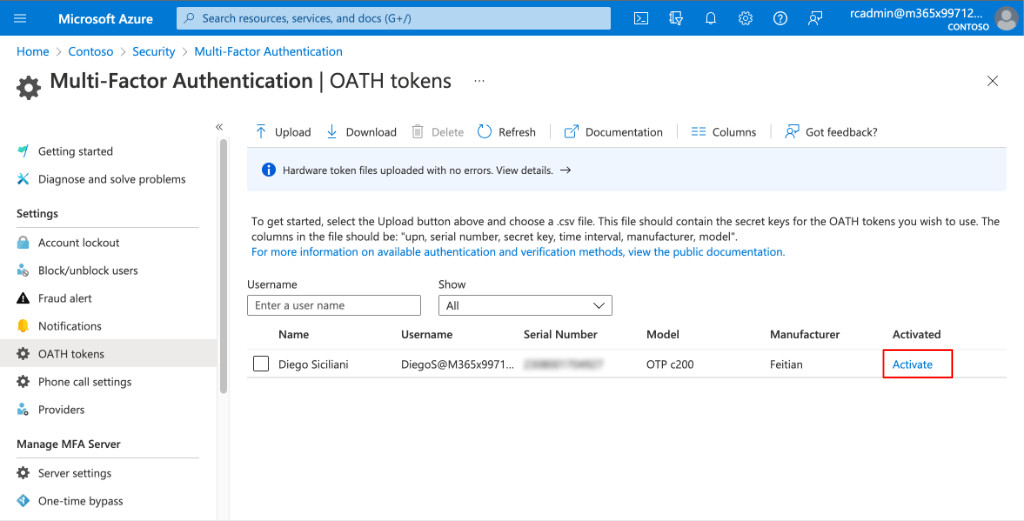 Microsoft Azure
Search resources, services, and docs (G+/)
rcadmin@m365x99712...
CONTOSO
Home > Contoso > Security > Multi-Factor Authentication
Multi-Factor Authentication | OATH tokens ...
Getting started
Diagnose and solve problems
Settings
Account lockout
Block/unblock users
Fraud alert
Notifications
OATH tokens
Phone call settings
Providers
Manage MFA Server
Server settings
One-time bypass
Upload Download Delete Refresh Documentation Columns Got feedback?
Hardware token files uploaded with no errors. View details. →
To get started, select the Upload button above and choose a .csv file. This file should contain the secret keys for the OATH tokens you wish to use. The
columns in the file should be: "upn, serial number, secret key, time interval, manufacturer, model".
For more information on available authentication and verification methods, view the public documentation.
Username Show
Enter a user name All
Name Username Serial Number Model Manufacturer Activated
Diego Siciliani DiegoS@M365x9971... OTP c200 Feitian Activate